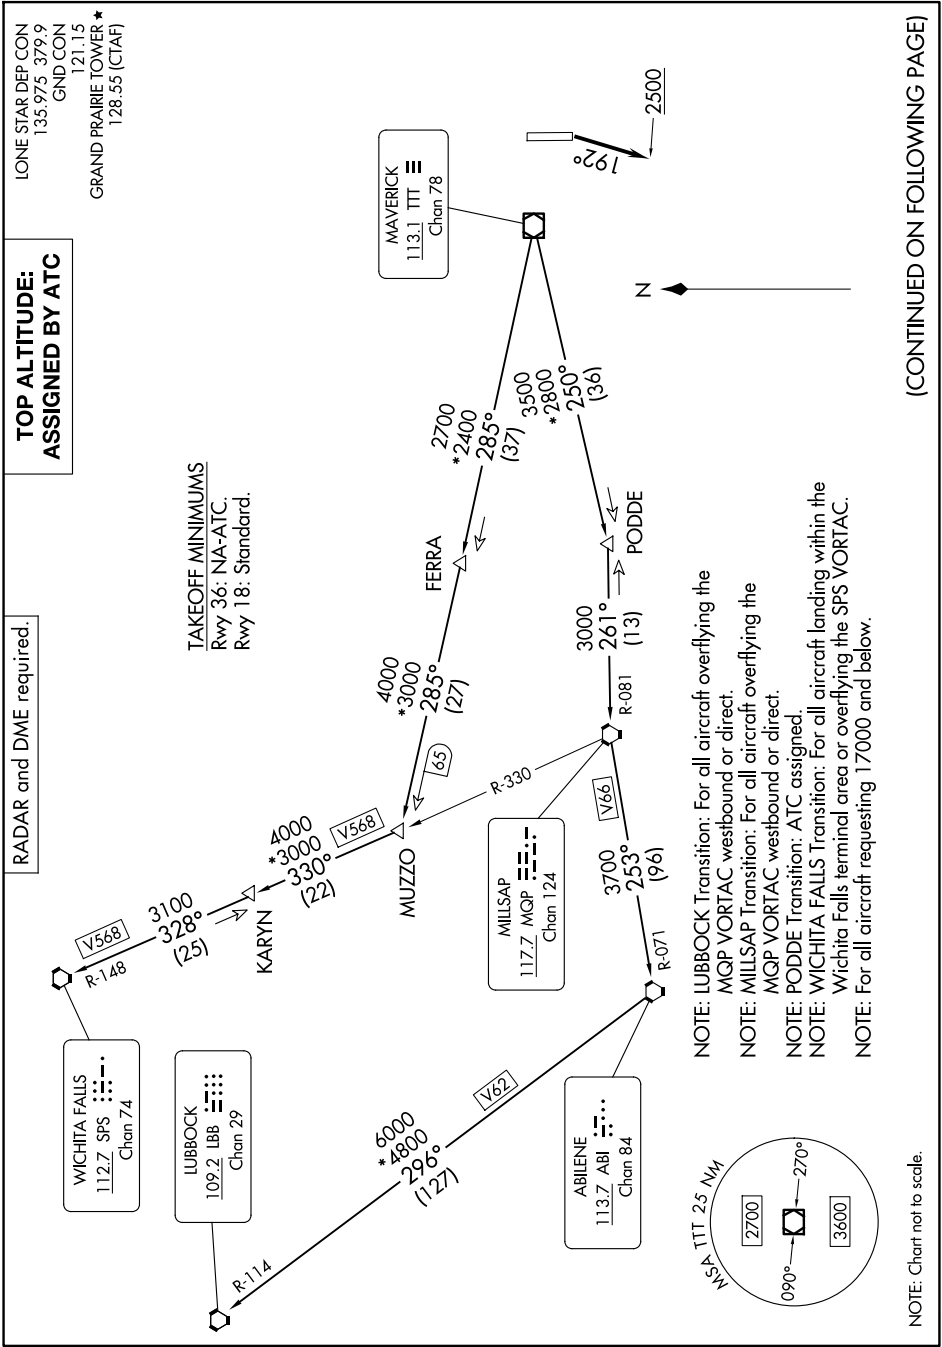 RADAR and DME required.
TOP ALTITUDE:
ASSIGNED BY ATC
LONE STAR DEP CON
135.975 379.9
GND CON
121.15
GRAND PRAIRIE TOWER ★
128.55 (CTAF)
TAKEOFF MINIMUMS
Rwy 36: NA-ATC.
Rwy 18: Standard.
WICHITA FALLS
112.7 SPS
Chan 74
R-148
V568
3100
328°
(25)
KARYN
4000
*3000
330°
(22)
V568
MUZZO
65
4000
*3000
285°
(27)
FERRA
2700
*2400
285°
(37)
MAVERICK
113.1 TTT
Chan 78
192°
2500
N
3500
*2800
250°
(36)
PODDE
3000
261°
(13)
R-081
R-330
MILLSAP
117.7 MQP
Chan 124
V66
3700
253°
(96)
R-071
ABILENE
113.7 ABI
Chan 84
V62
6000
*4800
296°
(127)
R-114
LUBBOCK
109.2 LBB
Chan 29
MSA TTT 25 NM
2700
090°
270°
3600
NOTE: LUBBOCK Transition: For all aircraft overflying the
MQP VORTAC westbound or direct.
NOTE: MILLSAP Transition: For all aircraft overflying the
MQP VORTAC westbound or direct.
NOTE: PODDE Transition: ATC assigned.
NOTE: WICHITA FALLS Transition: For all aircraft landing within the
Wichita Falls terminal area or overflying the SPS VORTAC.
NOTE: For all aircraft requesting 17000 and below.
NOTE: Chart not to scale.
(CONTINUED ON FOLLOWING PAGE)